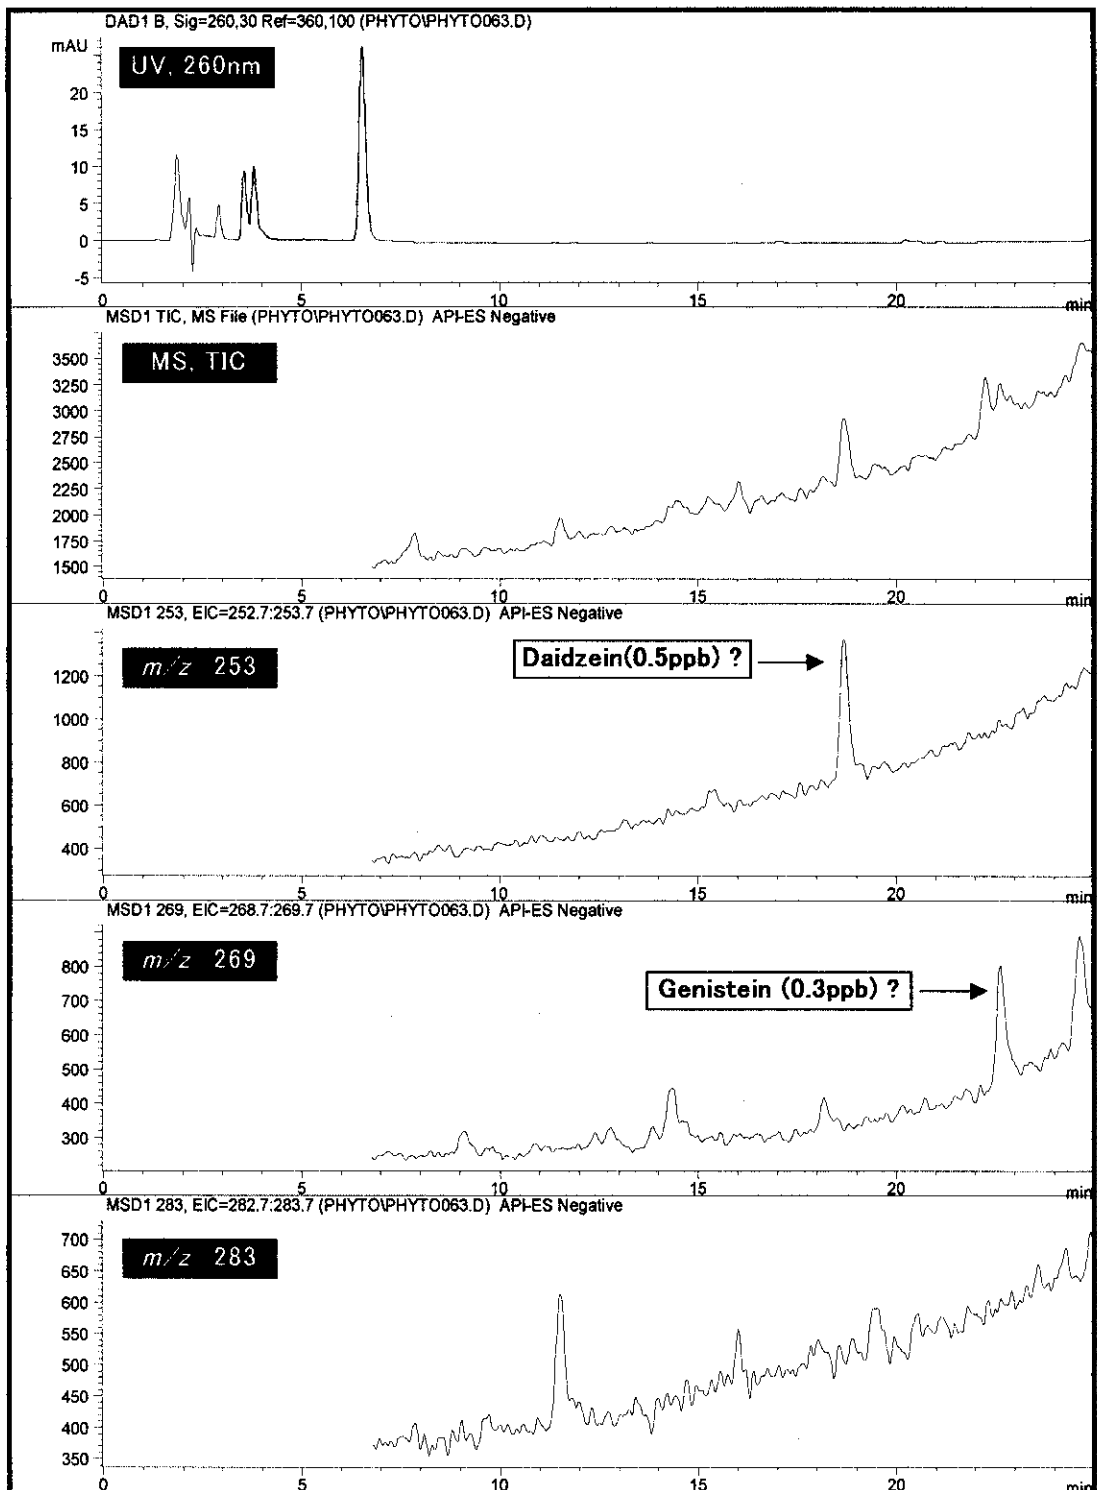 DAD1 B, Sig=260,30 Ref=360,100 (PHYTO\PHYTO063.D)
mAU
UV, 260nm
20
15
10
5
0
-5
0 5 10 15 20 min
MSD1 TIC, MS File (PHYTO\PHYTO063.D) API-ES Negative
MS, TIC
3500
3250
3000
2750
2500
2250
2000
1750
1500
0 5 10 15 20 min
MSD1 253, EIC=252.7:253.7 (PHYTO\PHYTO063.D) API-ES Negative
m/z 253
Daidzein(0.5ppb) ?
1200
1000
800
600
400
0 5 10 15 20 min
MSD1 269, EIC=268.7:269.7 (PHYTO\PHYTO063.D) API-ES Negative
m/z 269
Genistein (0.3ppb) ?
800
700
600
500
400
300
0 5 10 15 20 min
MSD1 283, EIC=282.7:283.7 (PHYTO\PHYTO063.D) API-ES Negative
m/z 283
700
650
600
550
500
450
400
350
0 5 10 15 20 min